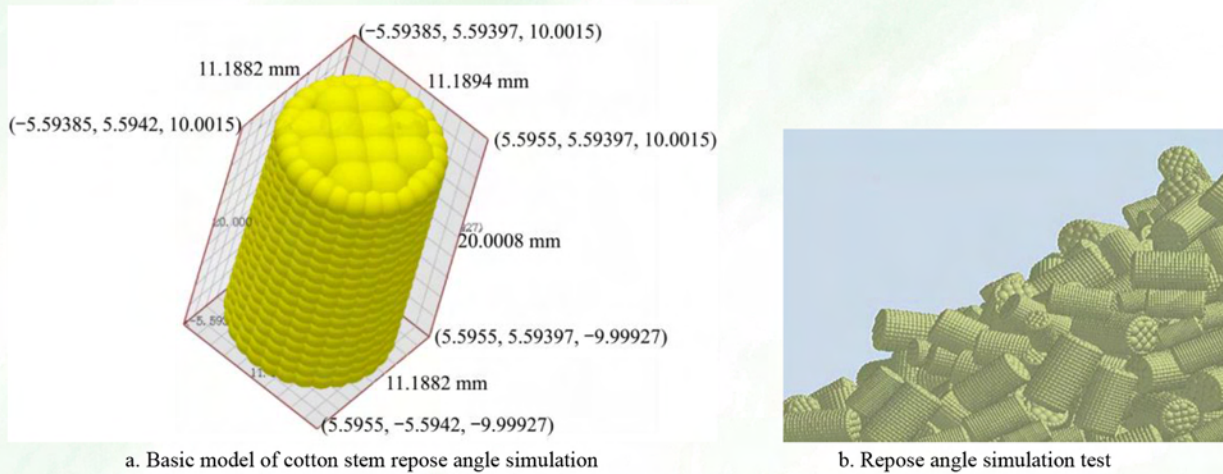 (−5.59385, 5.59397, 10.0015)
11.1882 mm
11.1894 mm
(−5.59385, 5.5942, 10.0015)
(5.5955, 5.59397, 10.0015)
20.0008 mm
(5.5955, 5.59397, −9.99927)
11.1882 mm
(5.5955, −5.5942, −9.99927)
a. Basic model of cotton stem repose angle simulation
b. Repose angle simulation test